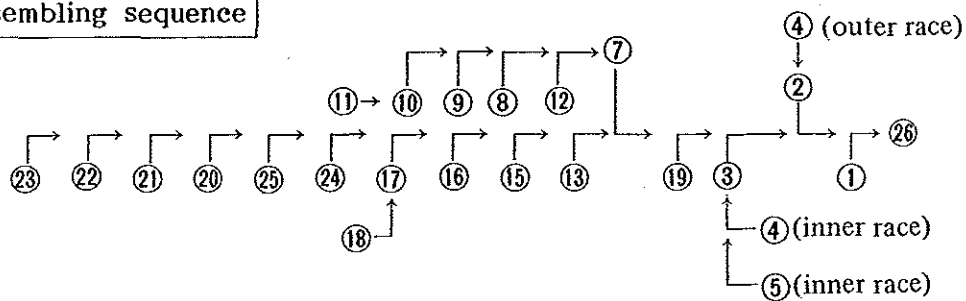 sembling sequence
④ (outer race)
⑦
②
⑪ ⑩ ⑨ ⑧ ⑫
㉖
㉓ ㉒ ㉑ ⑳ ㉕ ㉔ ⑰ ⑯ ⑮ ⑬ ⑲ ③ ①
⑱ ④ (inner race)
⑤ (inner race)